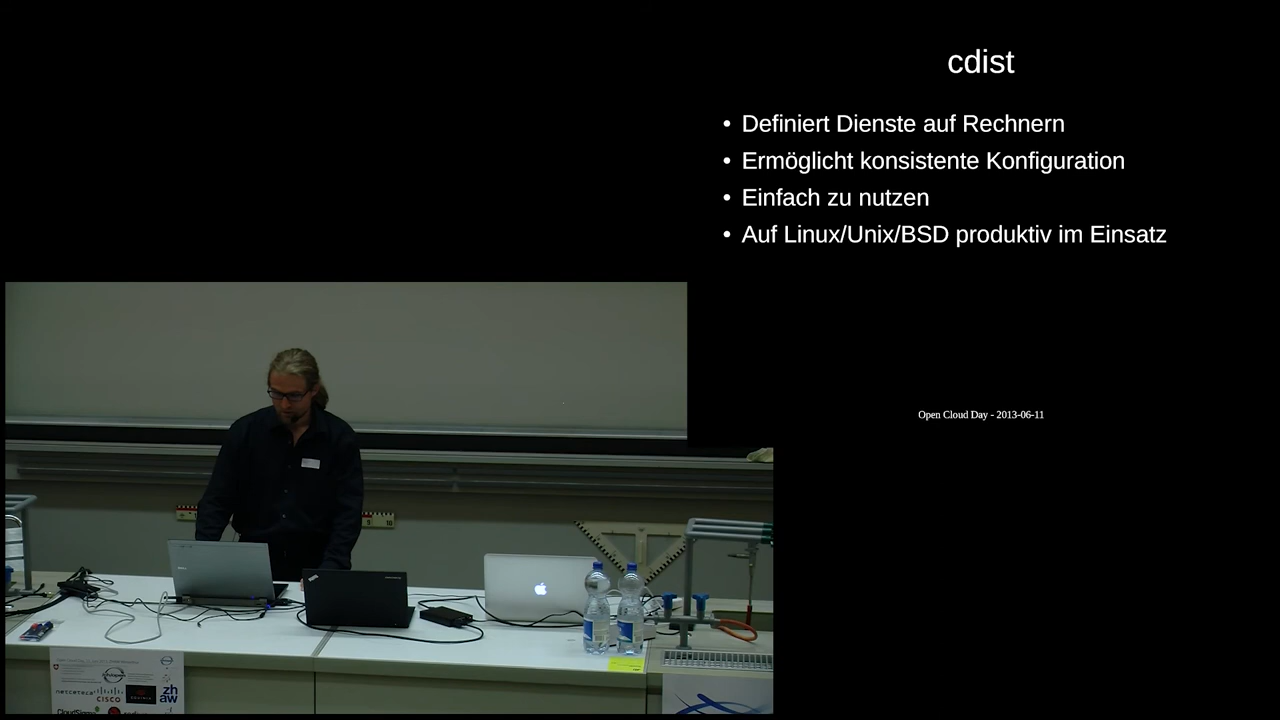 cdist
• Definiert Dienste auf Rechnern
• Ermöglicht konsistente Konfiguration
• Einfach zu nutzen
• Auf Linux/Unix/BSD produktiv im Einsatz
Open Cloud Day - 2013-06-11
netcetera
CISCO
zh
aw